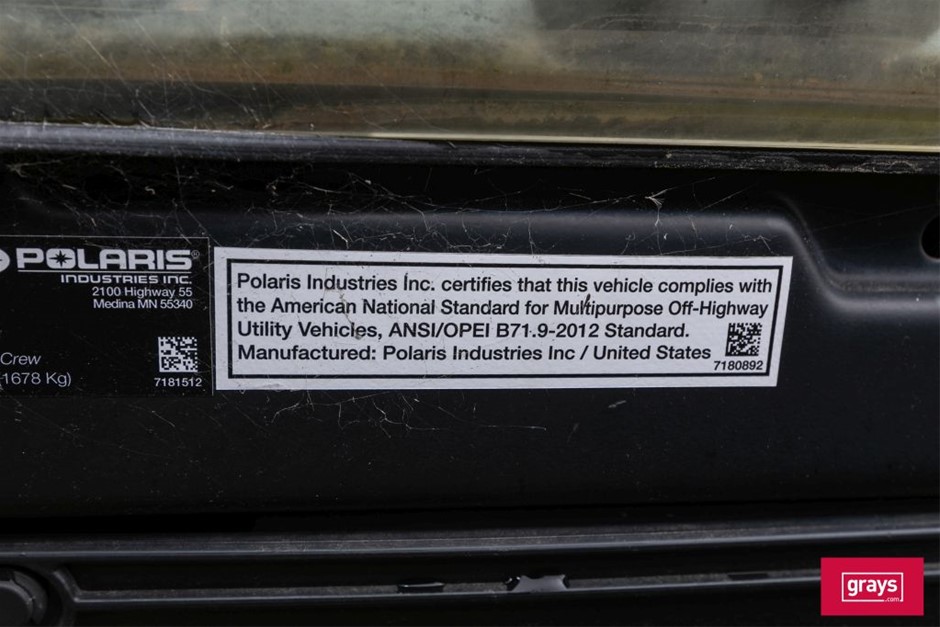 POLARIS®
INDUSTRIES INC.
2100 Highway 55
Medina MN 55340
Crew
1678 Kg)
7181512
Polaris Industries Inc. certifies that this vehicle complies with
the American National Standard for Multipurpose Off-Highway
Utility Vehicles, ANSI/OPEI B71.9-2012 Standard.
Manufactured: Polaris Industries Inc / United States
7180892
grays
.com